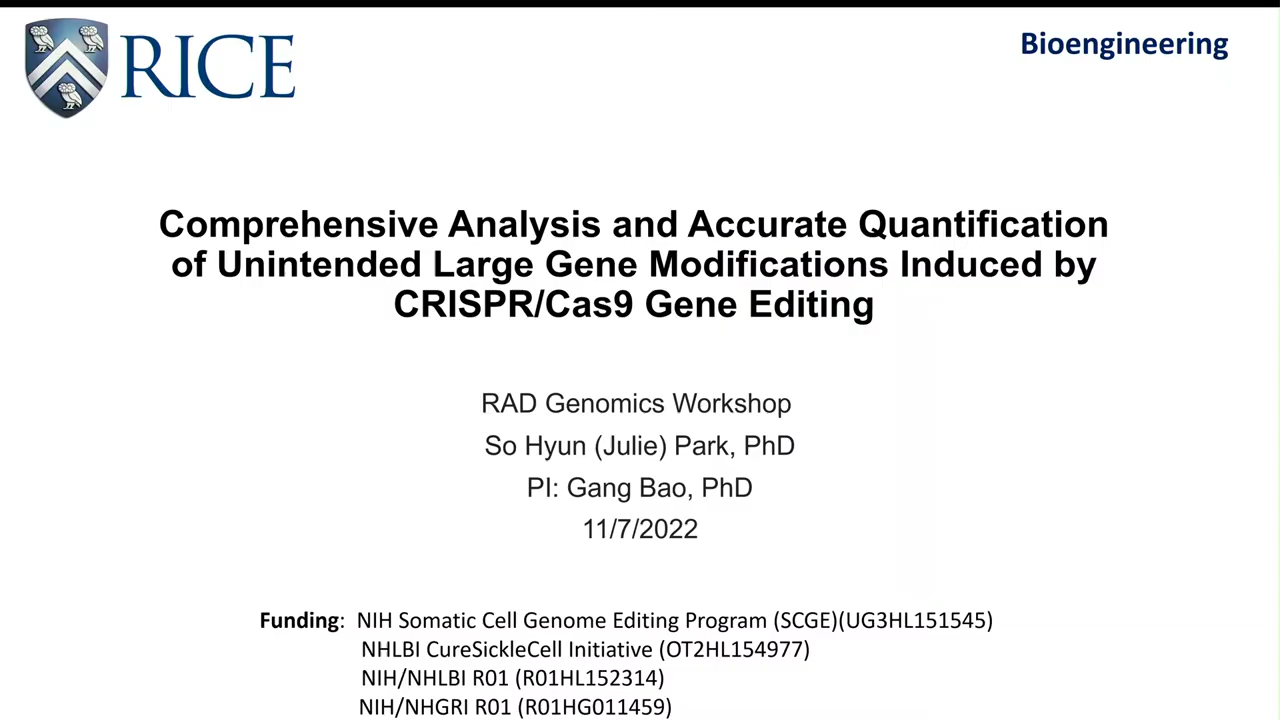 RICE
Bioengineering
Comprehensive Analysis and Accurate Quantification
of Unintended Large Gene Modifications Induced by
CRISPR/Cas9 Gene Editing
RAD Genomics Workshop
So Hyun (Julie) Park, PhD
PI: Gang Bao, PhD
11/7/2022
Funding: NIH Somatic Cell Genome Editing Program (SCGE)(UG3HL151545)
NHLBI CureSickleCell Initiative (OT2HL154977)
NIH/NHLBI R01 (R01HL152314)
NIH/NHGRI R01 (R01HG011459)